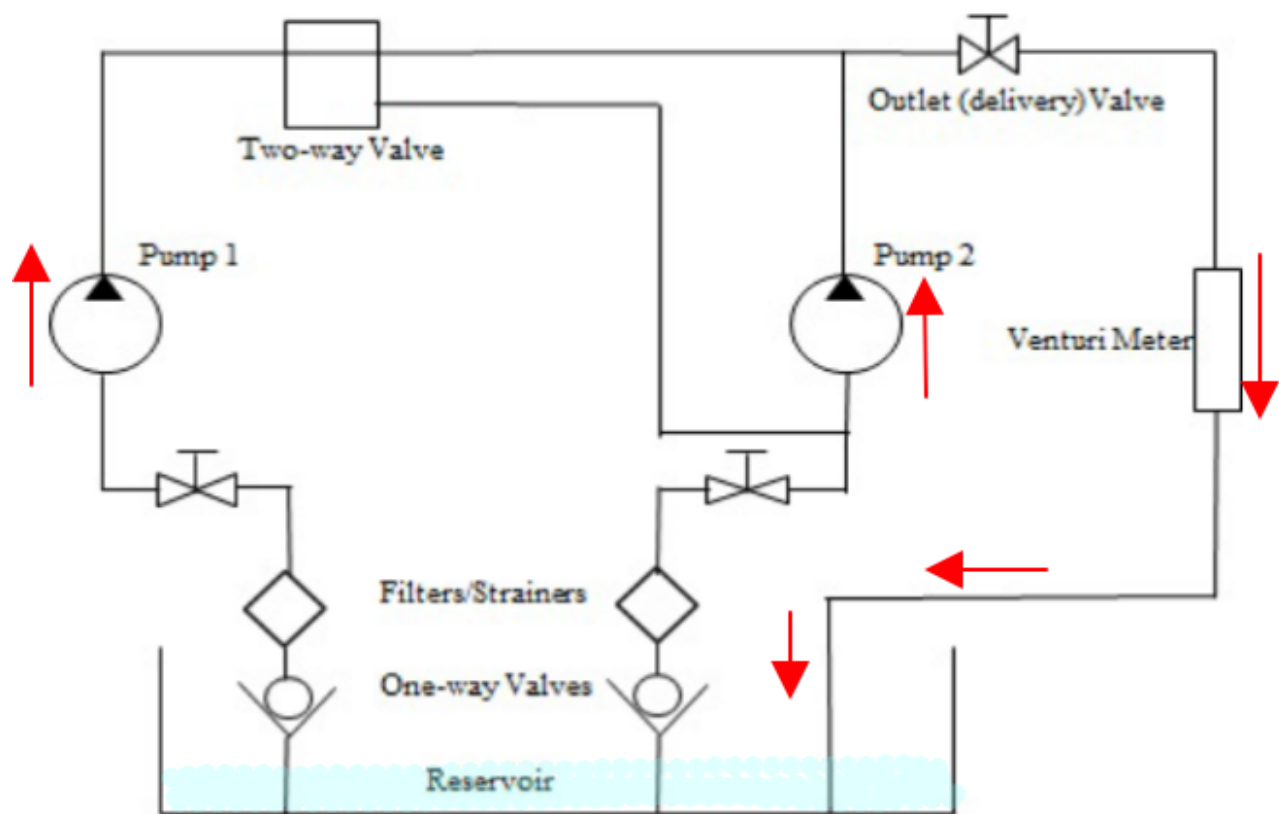 Outlet (delivery) Valve
Two-way Valve
Pump 1
Pump 2
Venturi Meter
Filters/Strainers
One-way Valves
Reservoir